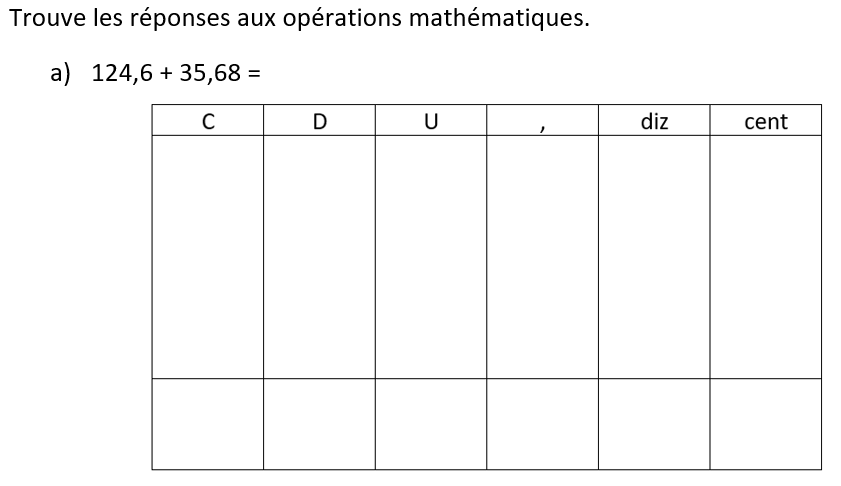 Trouve les réponses aux opérations mathématiques.
a) 124,6 + 35,68 =
C D U , diz cent